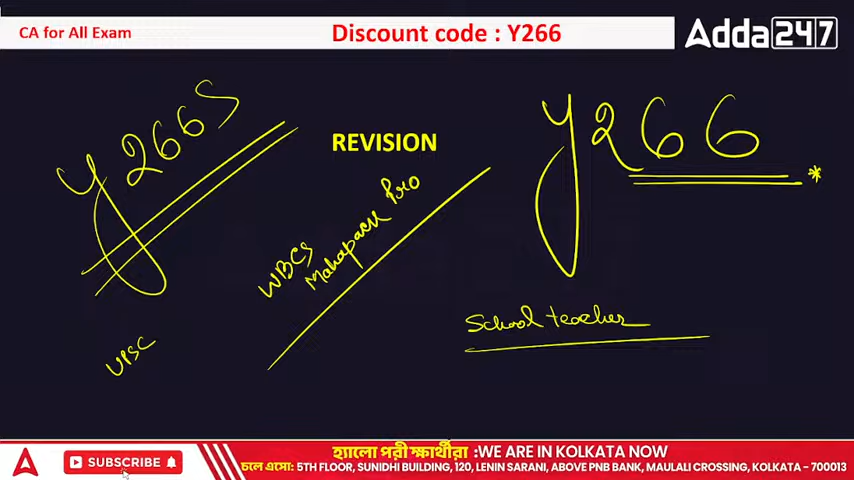 CA for All Exam
Discount code : Y266
Adda247
Y266S
REVISION
Y266
WBCS
Mahapack Pro
School teacher
UPSC
হ্যালো পরীক্ষার্থীরা :WE ARE IN KOLKATA NOW
SUBSCRIBE
চলে এসো: 5TH FLOOR, SUNIDHI BUILDING, 120, LENIN SARANI, ABOVE PNB BANK, MAULALI CROSSING, KOLKATA - 700013